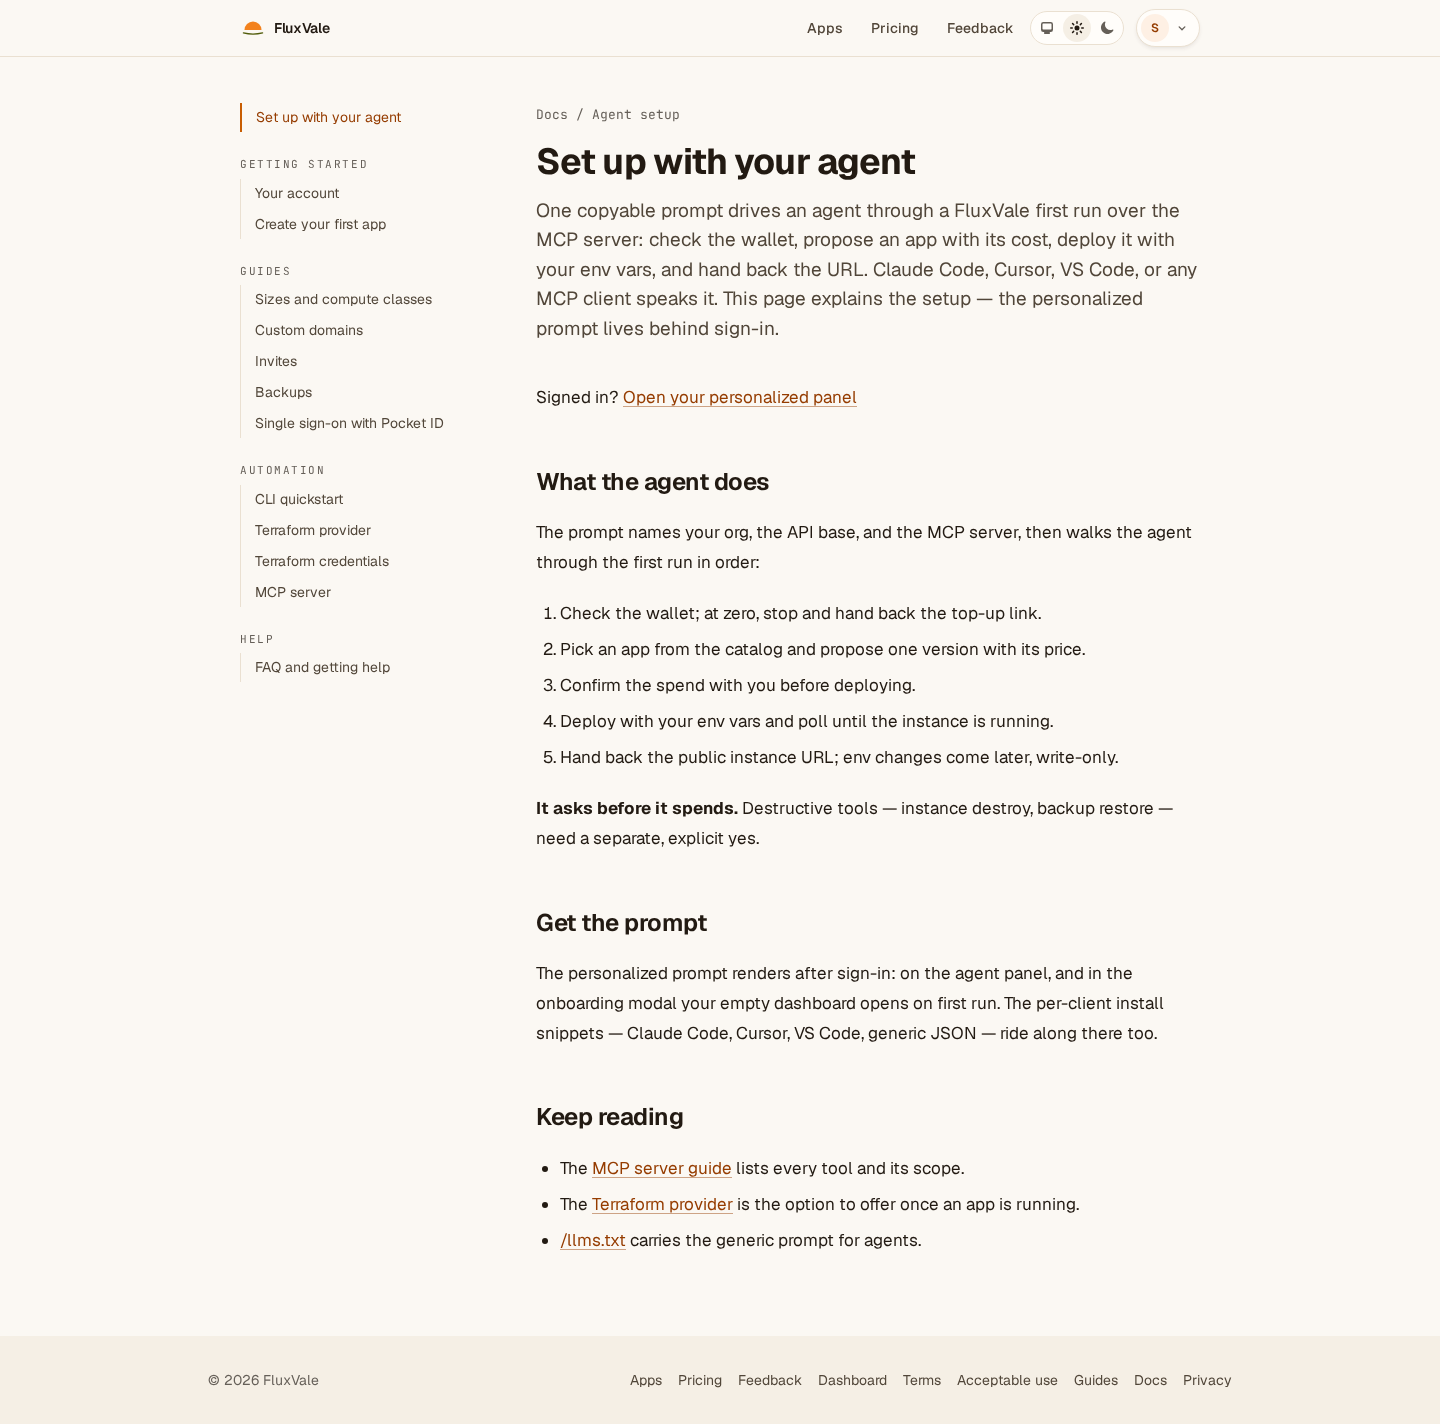 FluxVale
Apps
Pricing
Feedback
S
Set up with your agent
GETTING STARTED
Your account
Create your first app
GUIDES
Sizes and compute classes
Custom domains
Invites
Backups
Single sign-on with Pocket ID
AUTOMATION
CLI quickstart
Terraform provider
Terraform credentials
MCP server
HELP
FAQ and getting help
Docs / Agent setup
Set up with your agent
One copyable prompt drives an agent through a FluxVale first run over the
MCP server: check the wallet, propose an app with its cost, deploy it with
your env vars, and hand back the URL. Claude Code, Cursor, VS Code, or any
MCP client speaks it. This page explains the setup — the personalized
prompt lives behind sign-in.
Signed in? Open your personalized panel
What the agent does
The prompt names your org, the API base, and the MCP server, then walks the agent
through the first run in order:
1. Check the wallet; at zero, stop and hand back the top-up link.
2. Pick an app from the catalog and propose one version with its price.
3. Confirm the spend with you before deploying.
4. Deploy with your env vars and poll until the instance is running.
5. Hand back the public instance URL; env changes come later, write-only.
It asks before it spends. Destructive tools — instance destroy, backup restore —
need a separate, explicit yes.
Get the prompt
The personalized prompt renders after sign-in: on the agent panel, and in the
onboarding modal your empty dashboard opens on first run. The per-client install
snippets — Claude Code, Cursor, VS Code, generic JSON — ride along there too.
Keep reading
• The MCP server guide lists every tool and its scope.
• The Terraform provider is the option to offer once an app is running.
• /llms.txt carries the generic prompt for agents.
© 2026 FluxVale
Apps
Pricing
Feedback
Dashboard
Terms
Acceptable use
Guides
Docs
Privacy